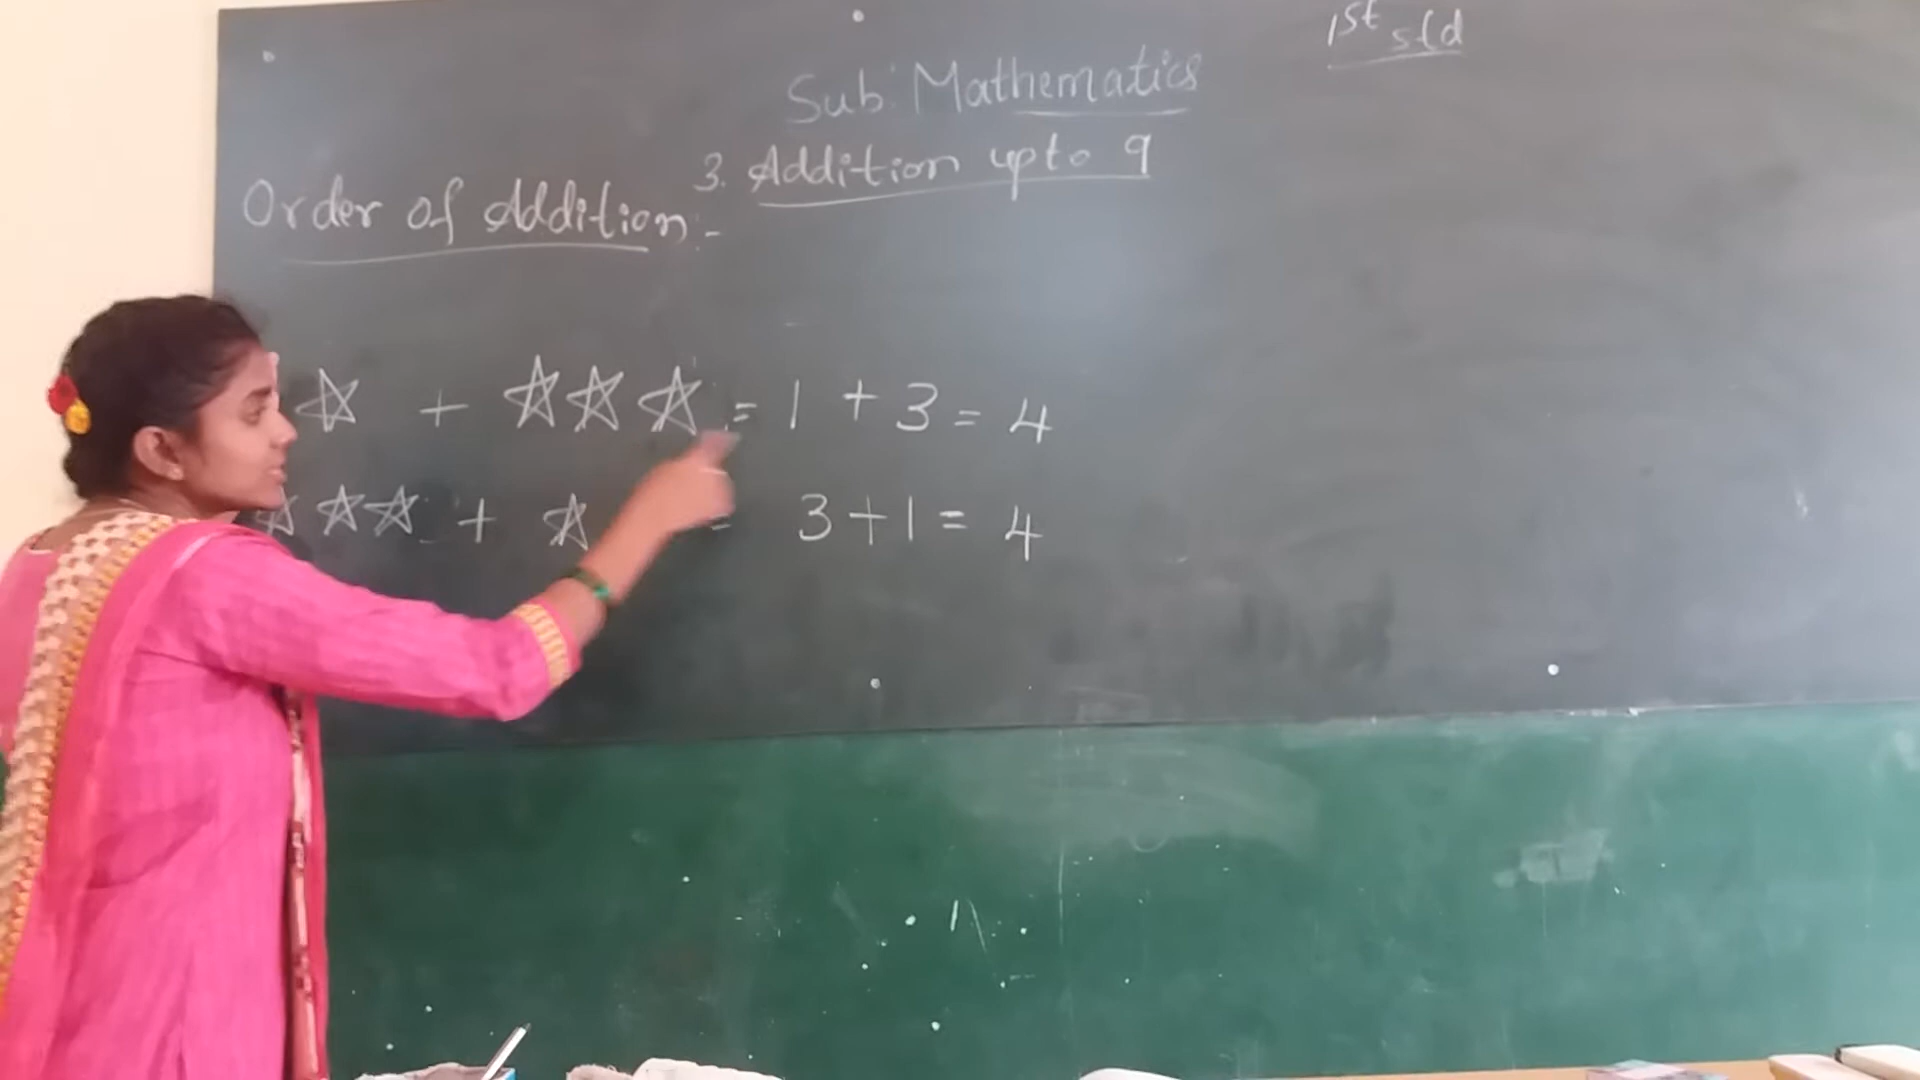 1st std
Sub: Mathematics
3. Addition upto 9
Order of Addition:-
☆ + ☆☆☆ = 1 + 3 = 4
☆☆☆ + ☆ = 3+1 = 4